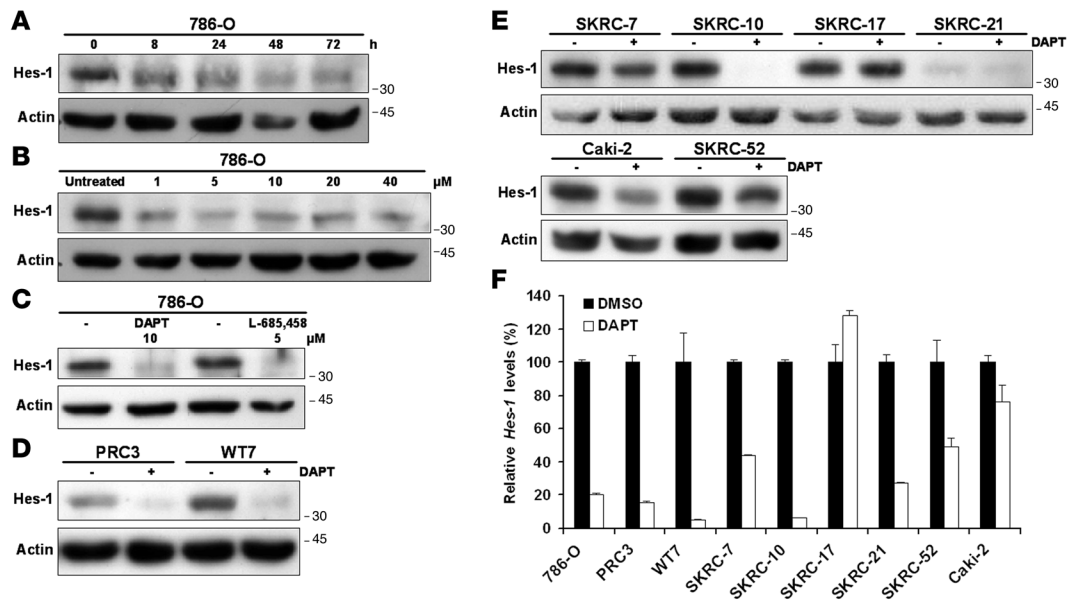 A
786-O
0 8 24 48 72 h
Hes-1
–30
Actin
–45
B
786-O
Untreated 1 5 10 20 40 µM
Hes-1
–30
Actin
–45
C
786-O
- DAPT - L-685,458
10 5 µM
Hes-1
– 30
Actin
– 45
D
PRC3 WT7
- + - + DAPT
Hes-1
– 30
Actin
– 45
E
SKRC-7 SKRC-10 SKRC-17 SKRC-21
- + - + - + - + DAPT
Hes-1
– 30
Actin
– 45
Caki-2 SKRC-52
- + - + DAPT
Hes-1
–30
Actin
–45
F
Relative Hes-1 levels (%)
140
120
100
80
60
40
20
0
DMSO
DAPT
786-O PRC3 WT7 SKRC-7 SKRC-10 SKRC-17 SKRC-21 SKRC-52 Caki-2